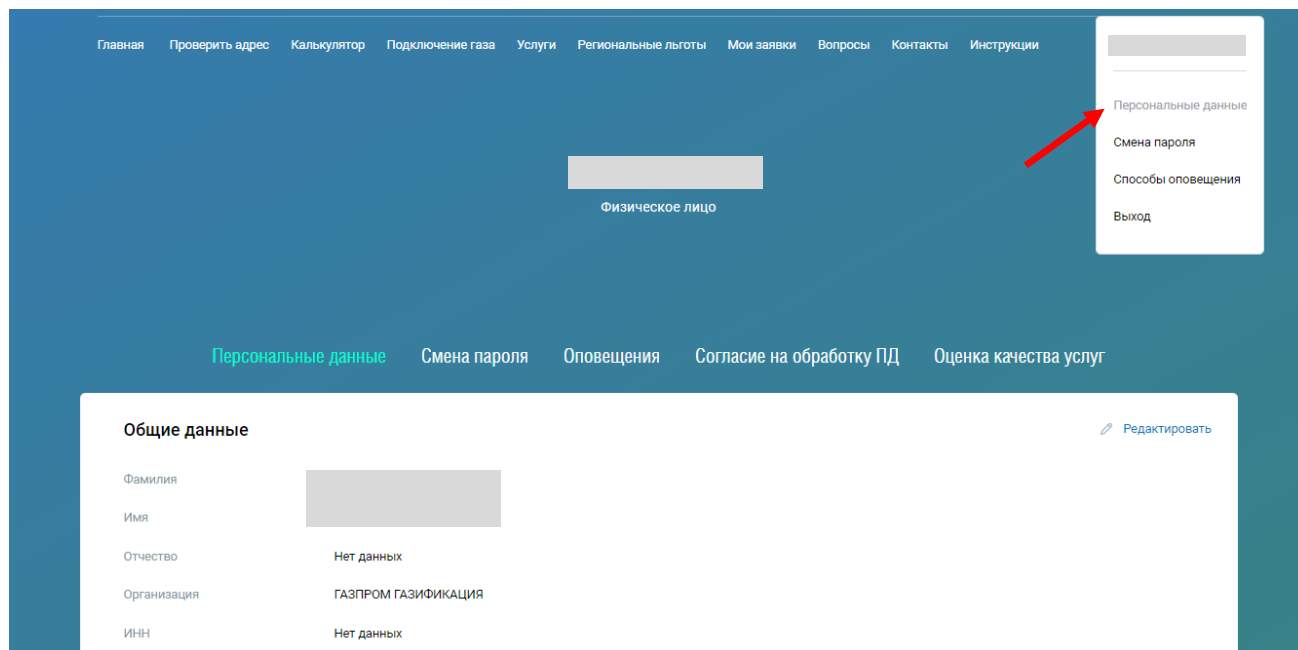 Главная Проверить адрес Калькулятор Подключение газа Услуги Региональные льготы Мои заявки Вопросы Контакты Инструкции
Персональные данные
Смена пароля
Способы оповещения
Выход
Физическое лицо
Персональные данные Смена пароля Оповещения Согласие на обработку ПД Оценка качества услуг
Общие данные Редактировать
Фамилия
Имя
Отчество Нет данных
Организация ГАЗПРОМ ГАЗИФИКАЦИЯ
ИНН Нет данных